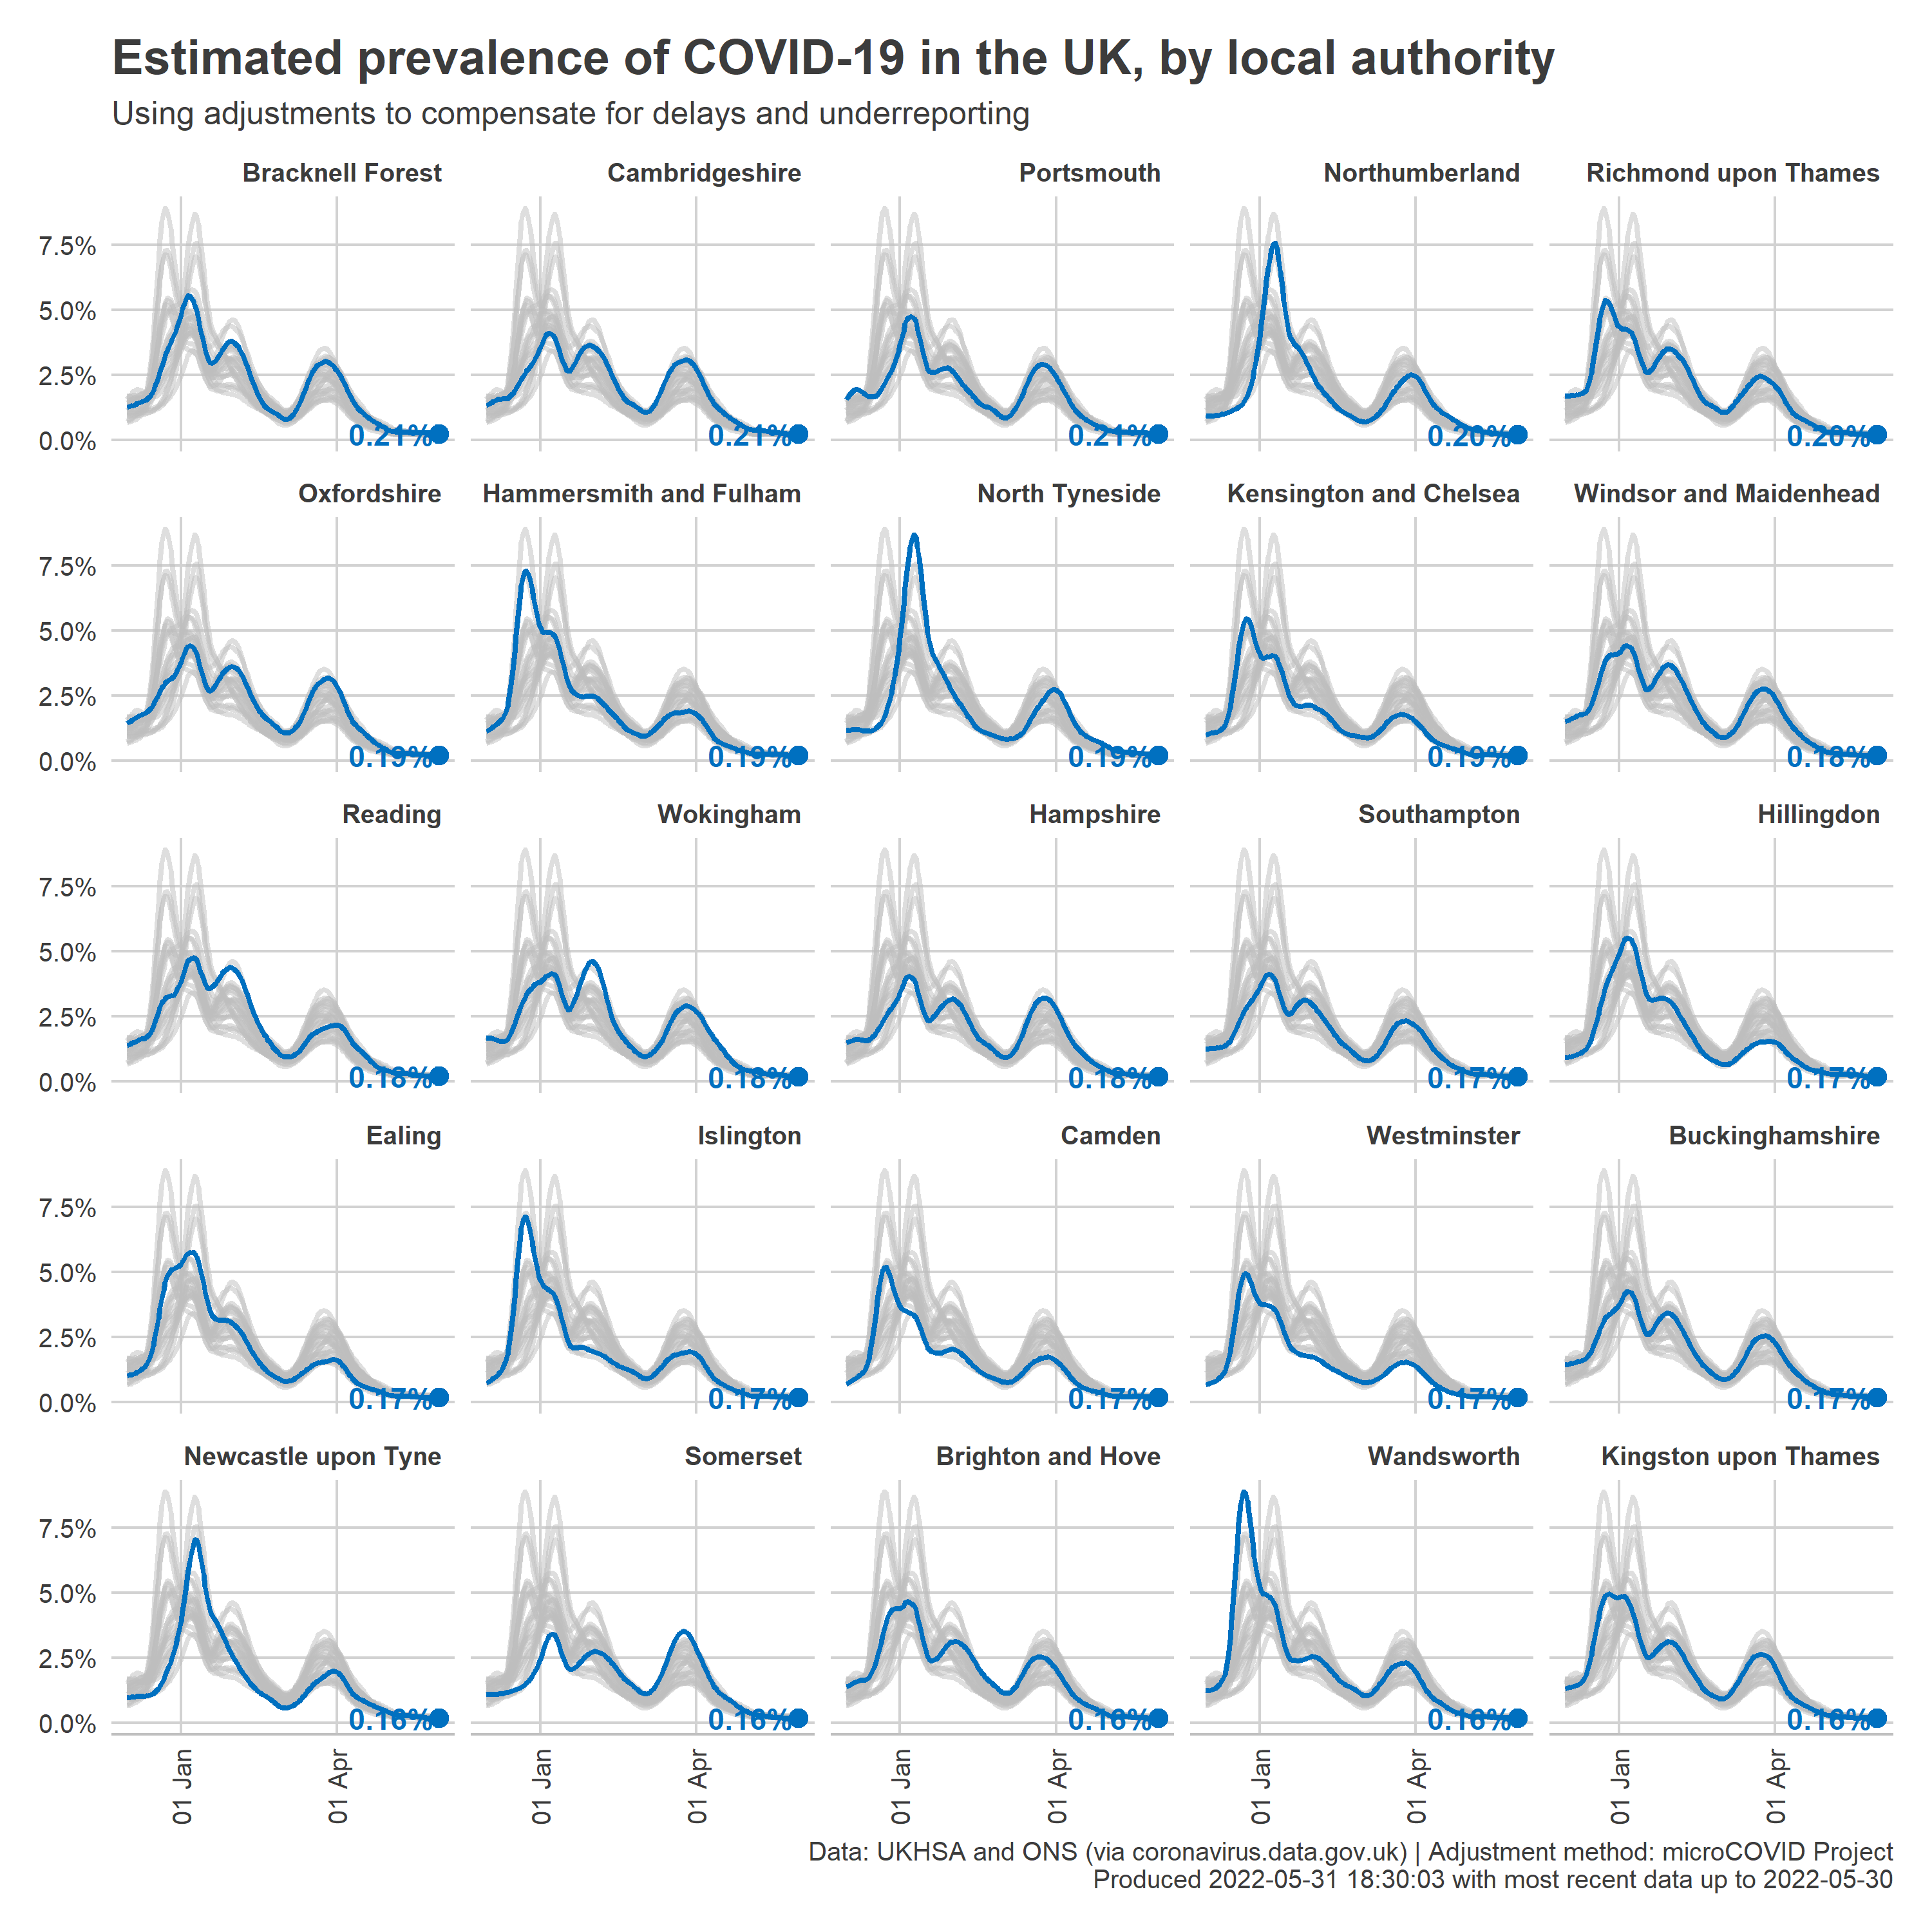 Estimated prevalence of COVID-19 in the UK, by local authority
Using adjustments to compensate for delays and underreporting
Bracknell Forest Cambridgeshire Portsmouth Northumberland Richmond upon Thames
7.5%
5.0%
2.5%
0.0%
0.21% 0.21% 0.21% 0.20% 0.20%
Oxfordshire Hammersmith and Fulham North Tyneside Kensington and Chelsea Windsor and Maidenhead
7.5%
5.0%
2.5%
0.0%
0.19% 0.19% 0.19% 0.19% 0.18%
Reading Wokingham Hampshire Southampton Hillingdon
7.5%
5.0%
2.5%
0.0%
0.18% 0.18% 0.18% 0.17% 0.17%
Ealing Islington Camden Westminster Buckinghamshire
7.5%
5.0%
2.5%
0.0%
0.17% 0.17% 0.17% 0.17% 0.17%
Newcastle upon Tyne Somerset Brighton and Hove Wandsworth Kingston upon Thames
7.5%
5.0%
2.5%
0.0%
0.16% 0.16% 0.16% 0.16% 0.16%
01 Jan 01 Apr 01 Jan 01 Apr 01 Jan 01 Apr 01 Jan 01 Apr 01 Jan 01 Apr
Data: UKHSA and ONS (via coronavirus.data.gov.uk) | Adjustment method: microCOVID Project
Produced 2022-05-31 18:30:03 with most recent data up to 2022-05-30